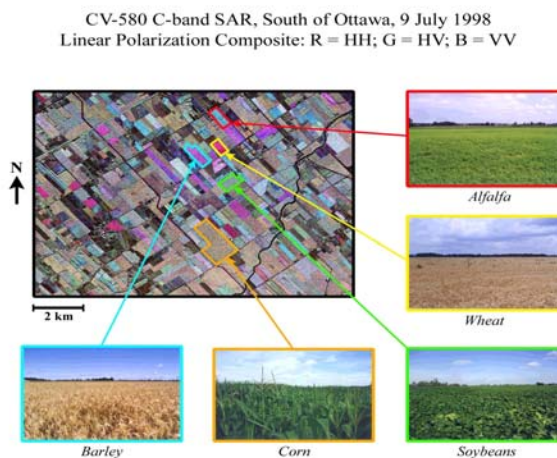 CV-580 C-band SAR, South of Ottawa, 9 July 1998
Linear Polarization Composite: R = HH; G = HV; B = VV
N
Alfalfa
Wheat
2 km
Barley
Corn
Soybeans